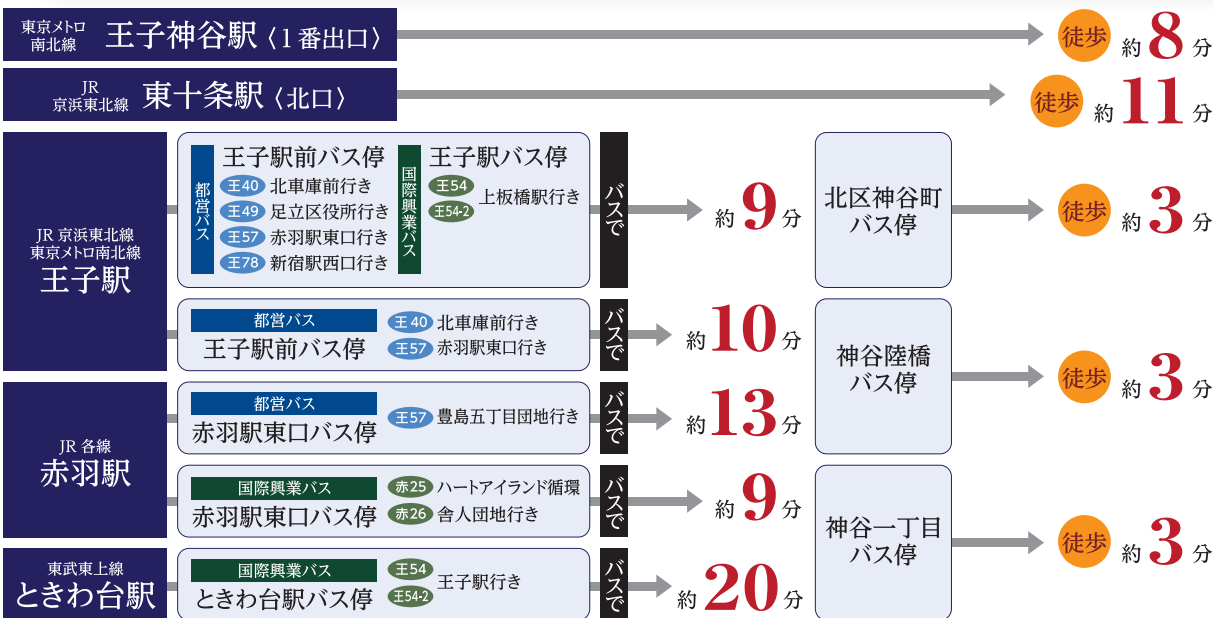 東京メトロ
南北線
王子神谷駅〈1番出口〉
徒歩 約8分
JR
京浜東北線
東十条駅〈北口〉
徒歩 約11分
JR 京浜東北線
東京メトロ南北線
王子駅
都営バス
王子駅前バス停
王40 北車庫前行き
王49 足立区役所行き
王57 赤羽駅東口行き
王78 新宿駅西口行き
国際興業バス
王子駅バス停
王54
王54-2
上板橋駅行き
バスで
約9分
北区神谷町
バス停
徒歩 約3分
都営バス
王子駅前バス停
王40 北車庫前行き
王57 赤羽駅東口行き
バスで
約10分
神谷陸橋
バス停
徒歩 約3分
JR 各線
赤羽駅
都営バス
赤羽駅東口バス停
王57 豊島五丁目団地行き
バスで
約13分
国際興業バス
赤羽駅東口バス停
赤25 ハートアイランド循環
赤26 舎人団地行き
バスで
約9分
神谷一丁目
バス停
徒歩 約3分
東武東上線
ときわ台駅
国際興業バス
ときわ台駅バス停
王54
王54-2
王子駅行き
バスで
約20分